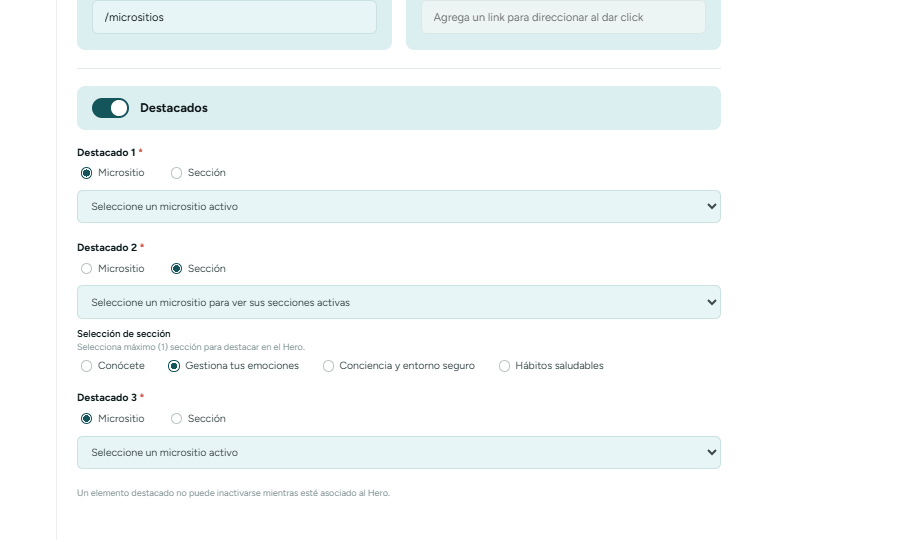 /micrositios
Agrega un link para direccionar al dar click
Destacados
Destacado 1 *
Micrositio Sección
Seleccione un micrositio activo
Destacado 2 *
Micrositio Sección
Seleccione un micrositio para ver sus secciones activas
Selección de sección
Selecciona máximo (1) sección para destacar en el Hero.
Conócete Gestiona tus emociones Conciencia y entorno seguro Hábitos saludables
Destacado 3 *
Micrositio Sección
Seleccione un micrositio activo
Un elemento destacado no puede inactivarse mientras esté asociado al Hero.